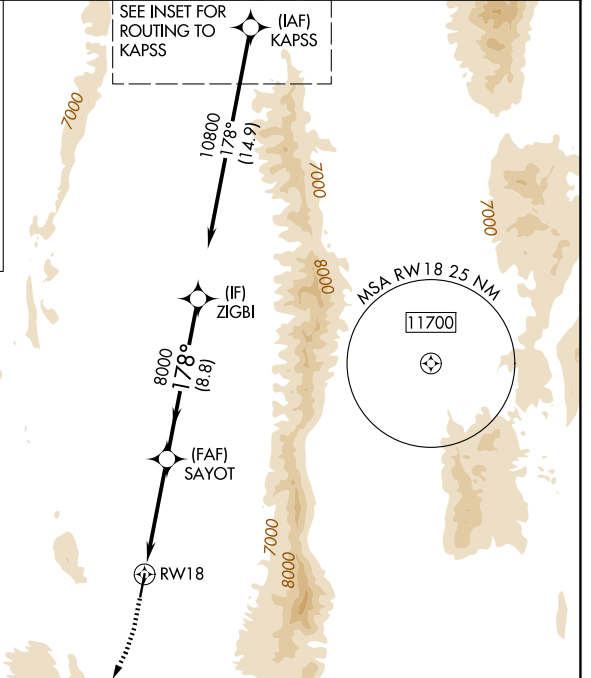 SEE INSET FOR
ROUTING TO
KAPSS
(IAF)
KAPSS
7000
10800
178°
(14.9)
7000
7000
8000
MSA RW18 25 NM
11700
(IF)
ZIGBI
8000
178°
(8.8)
(FAF)
SAYOT
7000
8000
RW18